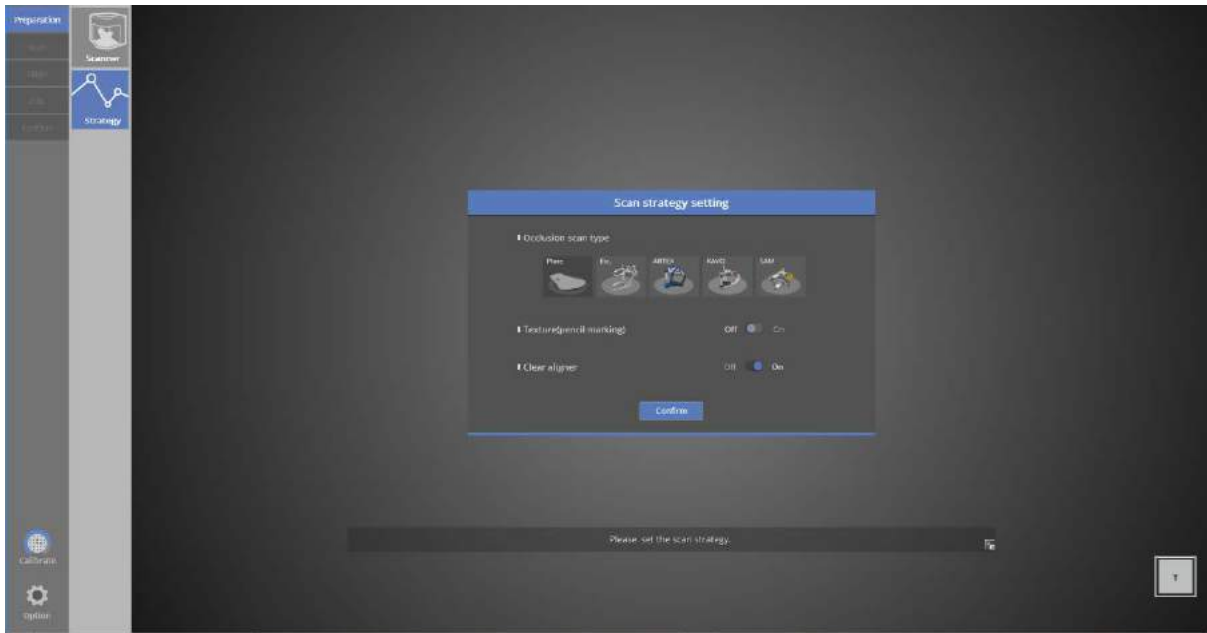 Preparation
Scanner
Strategy
Scan strategy setting
Occlusion scan type
Plate
ARTEX
KAVO
SAM
Texture(pencil marking)
Off
On
Clear aligner
Off
On
Confirm
Please set the scan strategy.
Calibrate
Option
T